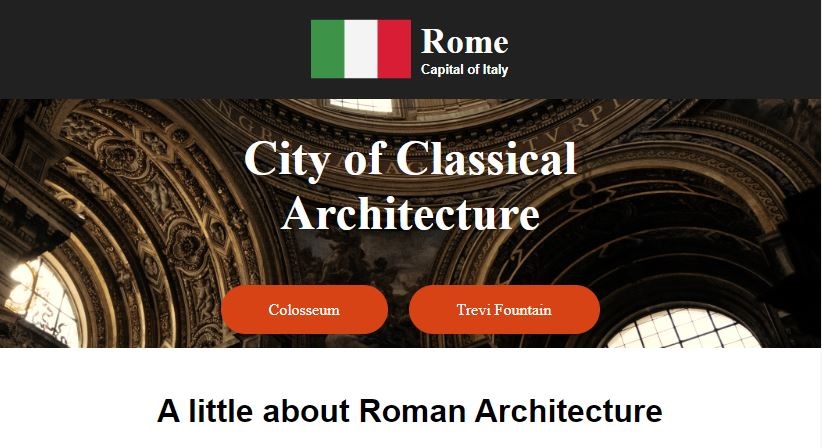 Rome
Capital of Italy
City of Classical
Architecture
Colosseum
Trevi Fountain
A little about Roman Architecture